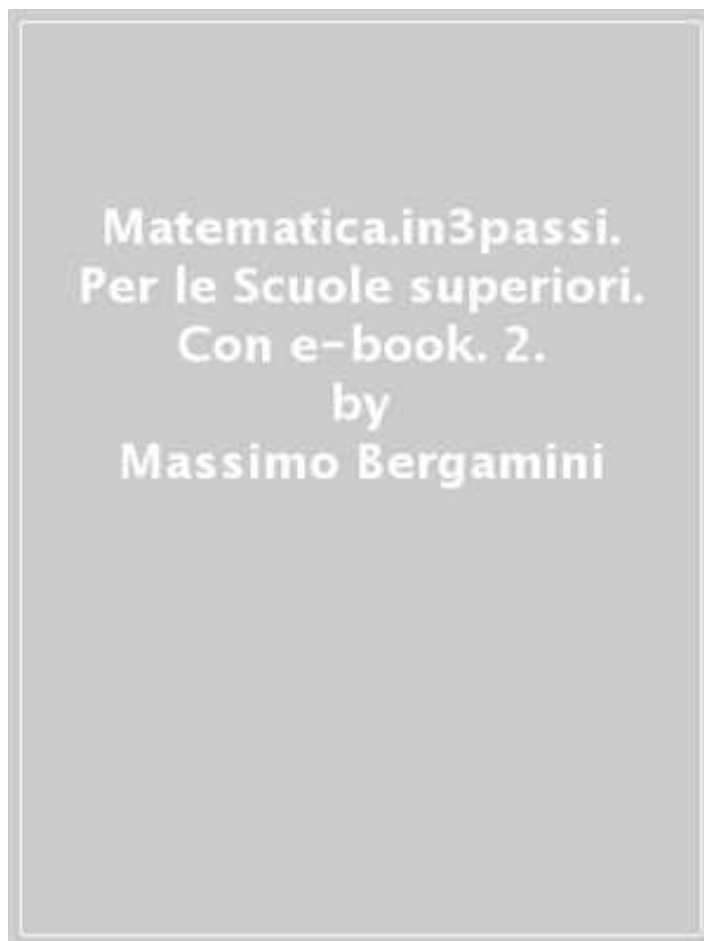 Matematica.in3passi.
Per le Scuole superiori.
Con e-book. 2.
by
Massimo Bergamini